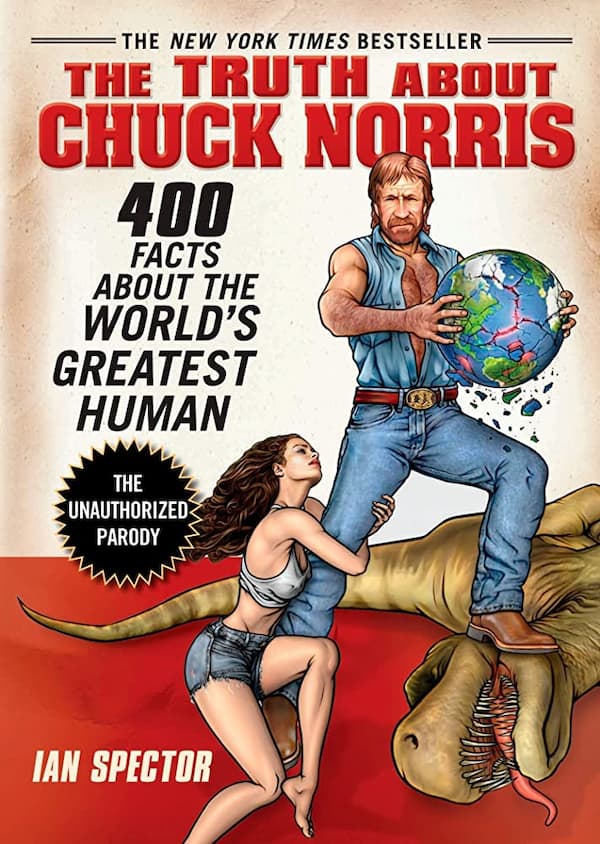 THE NEW YORK TIMES BESTSELLER
THE TRUTH ABOUT
CHUCK NORRIS
400
FACTS
ABOUT THE
WORLD'S
GREATEST
HUMAN
THE
UNAUTHORIZED
PARODY
IAN SPECTOR